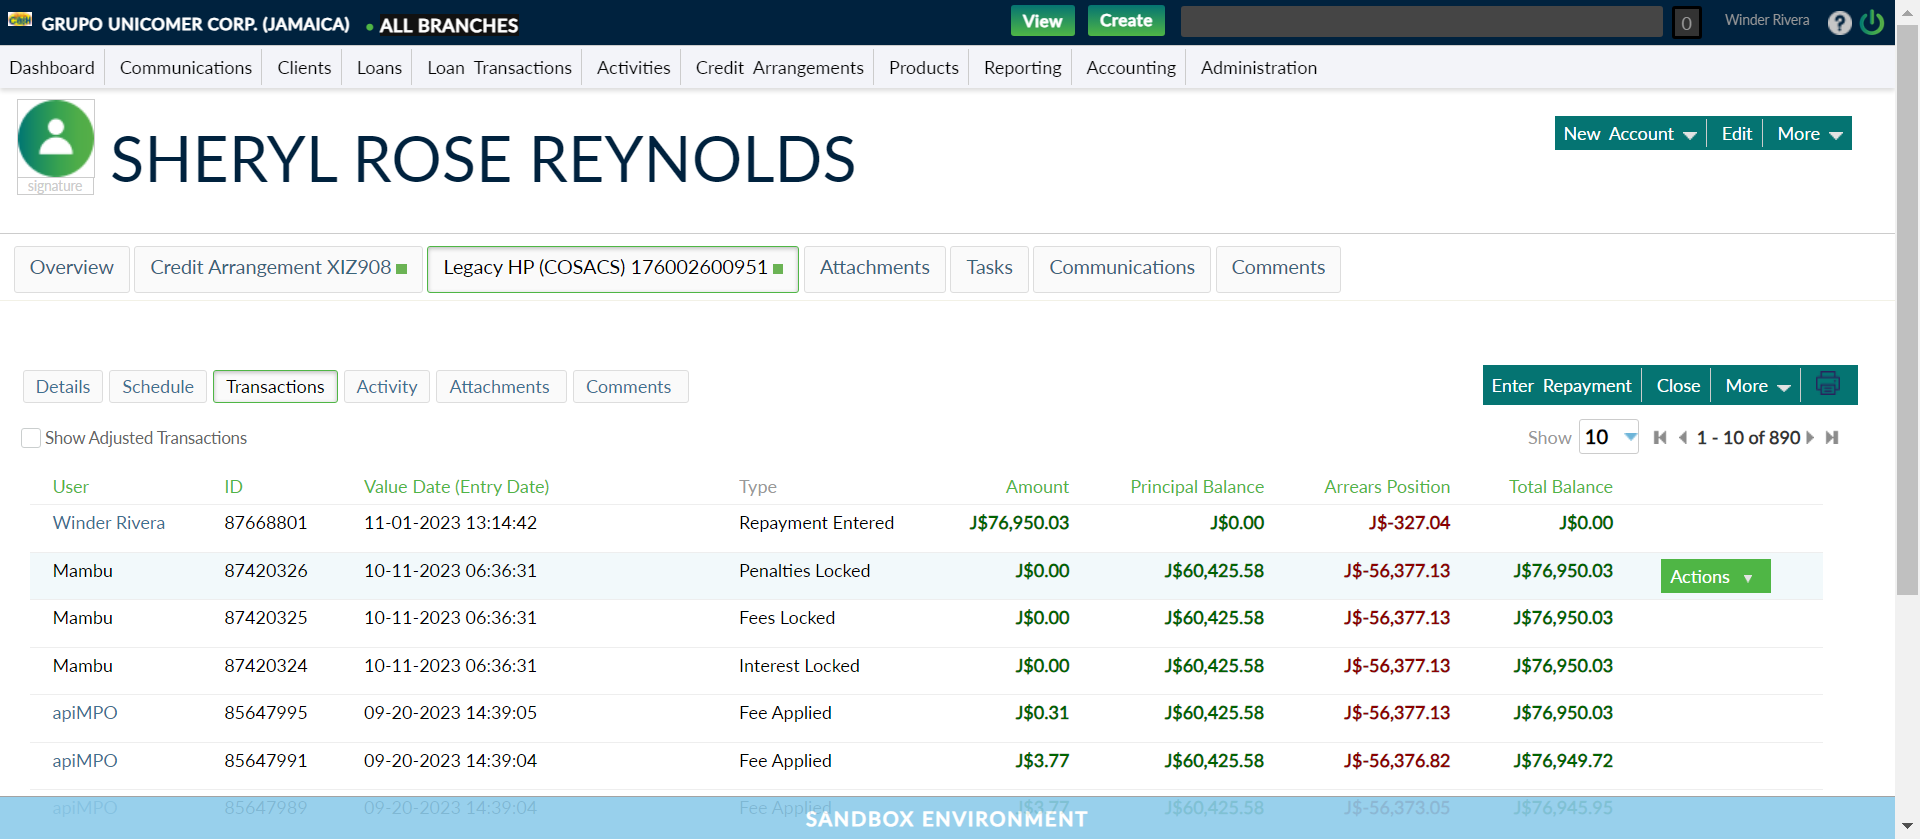 GRUPO UNICOMER CORP. (JAMAICA) • ALL BRANCHES View Create 0 Winder Rivera ?
Dashboard Communications Clients Loans Loan Transactions Activities Credit Arrangements Products Reporting Accounting Administration
signature
SHERYL ROSE REYNOLDS
New Account Edit More
Overview Credit Arrangement XIZ908 Legacy HP (COSACS) 176002600951 Attachments Tasks Communications Comments
Details Schedule Transactions Activity Attachments Comments Enter Repayment Close More
Show Adjusted Transactions Show 10 1 - 10 of 890
User ID Value Date (Entry Date) Type Amount Principal Balance Arrears Position Total Balance
Winder Rivera 87668801 11-01-2023 13:14:42 Repayment Entered J$76,950.03 J$0.00 J$-327.04 J$0.00
Mambu 87420326 10-11-2023 06:36:31 Penalties Locked J$0.00 J$60,425.58 J$-56,377.13 J$76,950.03 Actions
Mambu 87420325 10-11-2023 06:36:31 Fees Locked J$0.00 J$60,425.58 J$-56,377.13 J$76,950.03
Mambu 87420324 10-11-2023 06:36:31 Interest Locked J$0.00 J$60,425.58 J$-56,377.13 J$76,950.03
apiMPO 85647995 09-20-2023 14:39:05 Fee Applied J$0.31 J$60,425.58 J$-56,377.13 J$76,950.03
apiMPO 85647991 09-20-2023 14:39:04 Fee Applied J$3.77 J$60,425.58 J$-56,376.82 J$76,949.72
apiMPO 85647989 09-20-2023 14:39:04 Fee Applied J$3.77 J$60,425.58 J$-56,373.05 J$76,945.95
SANDBOX ENVIRONMENT